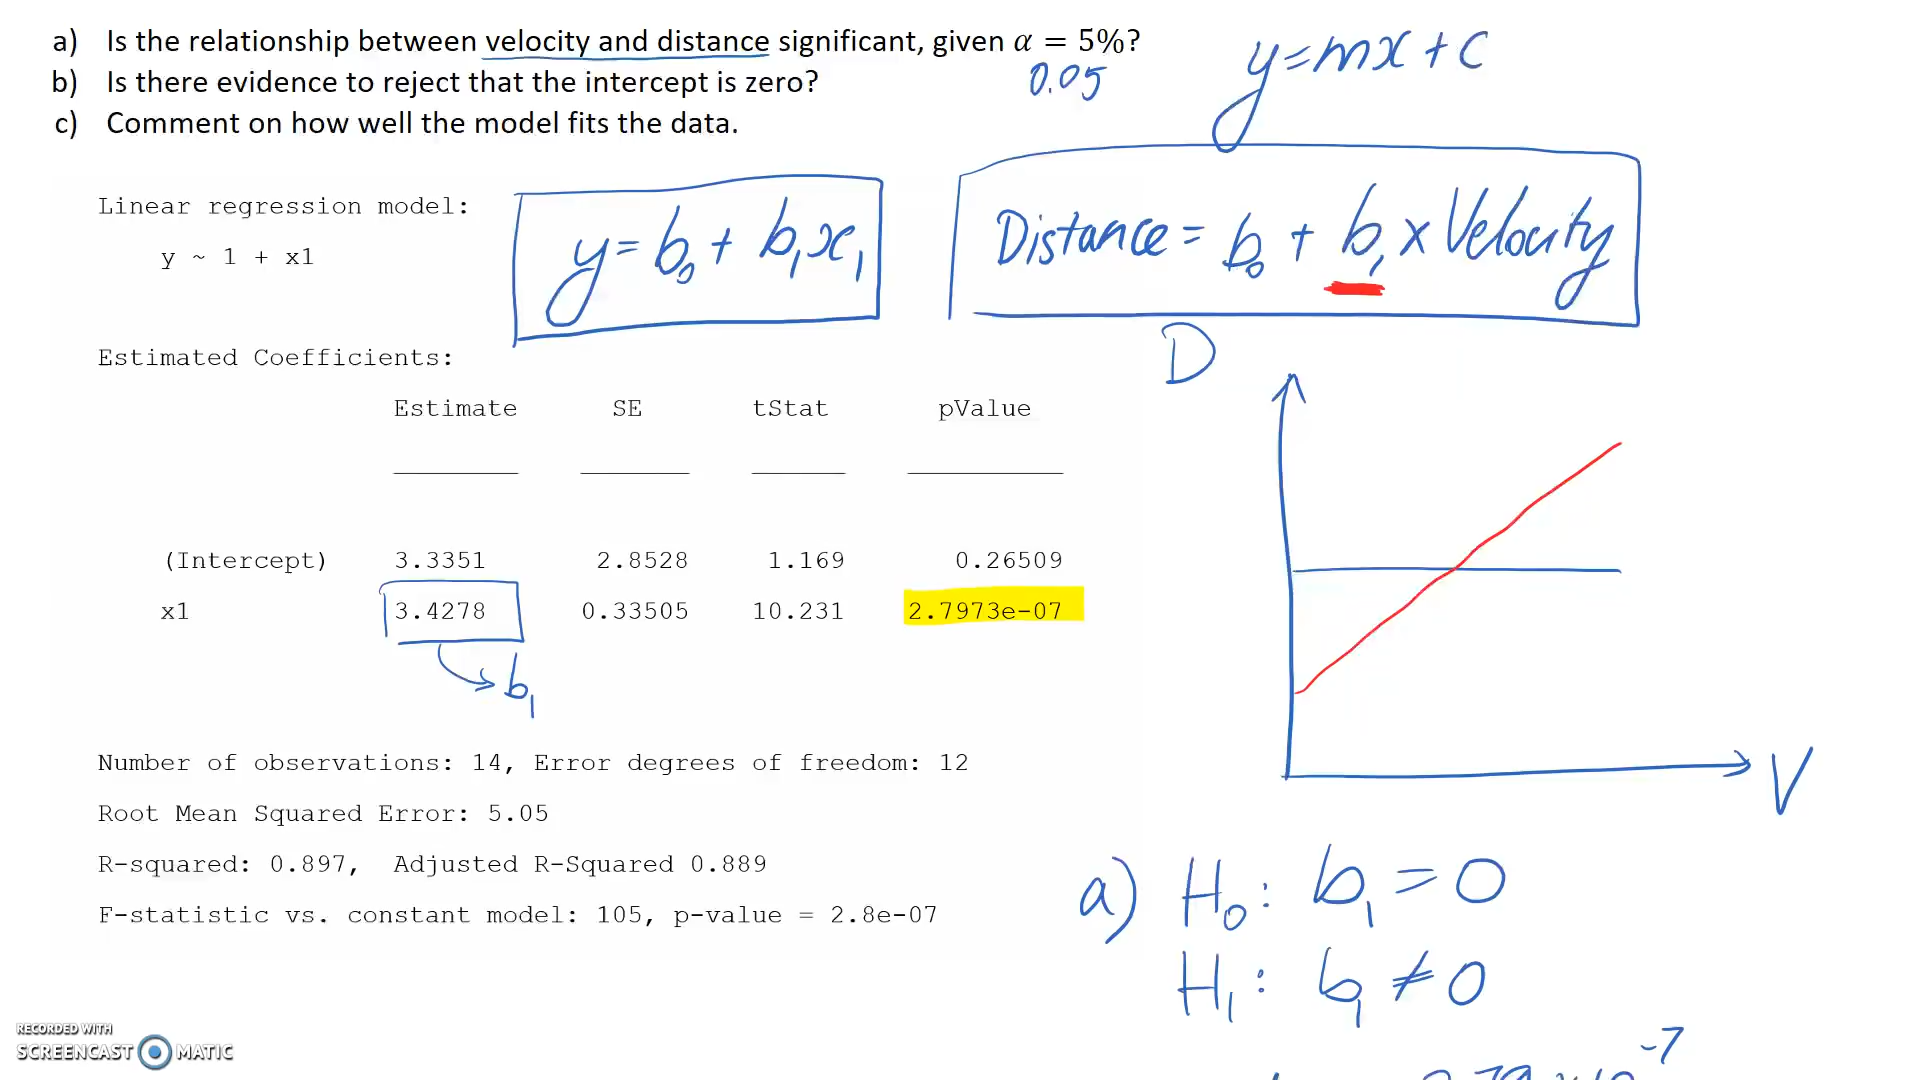 a) Is the relationship between velocity and distance significant, given α = 5%?
0.05
b) Is there evidence to reject that the intercept is zero?
c) Comment on how well the model fits the data.
y=mx+c
Linear regression model:
y ~ 1 + x1
y = b₀ + b₁x₁
Distance = b₀ + b₁ x Velocity
Estimated Coefficients:
Estimate SE tStat pValue
(Intercept) 3.3351 2.8528 1.169 0.26509
x1 3.4278 0.33505 10.231 2.7973e-07
b₁
D
V
Number of observations: 14, Error degrees of freedom: 12
Root Mean Squared Error: 5.05
R-squared: 0.897, Adjusted R-Squared 0.889
F-statistic vs. constant model: 105, p-value = 2.8e-07
a) H₀: b₁ = 0
H₁: b₁ ≠ 0
RECORDED WITH
SCREENCAST MATIC